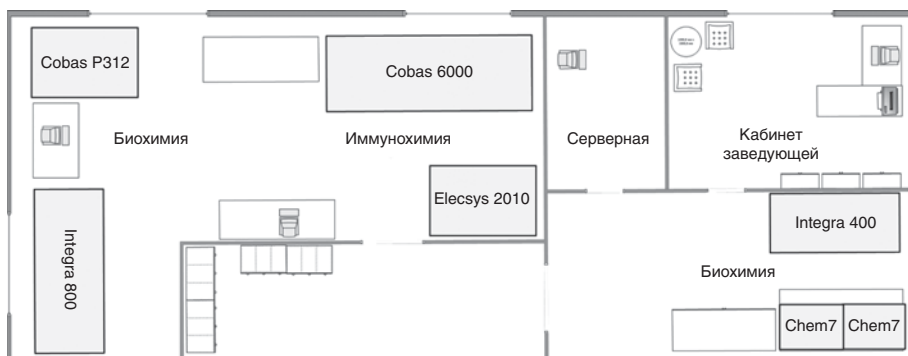 Cobas P312
Cobas 6000
Биохимия
Иммунохимия
Серверная
Кабинет
заведующей
Elecsys 2010
Integra 800
Integra 400
Биохимия
Chem7
Chem7